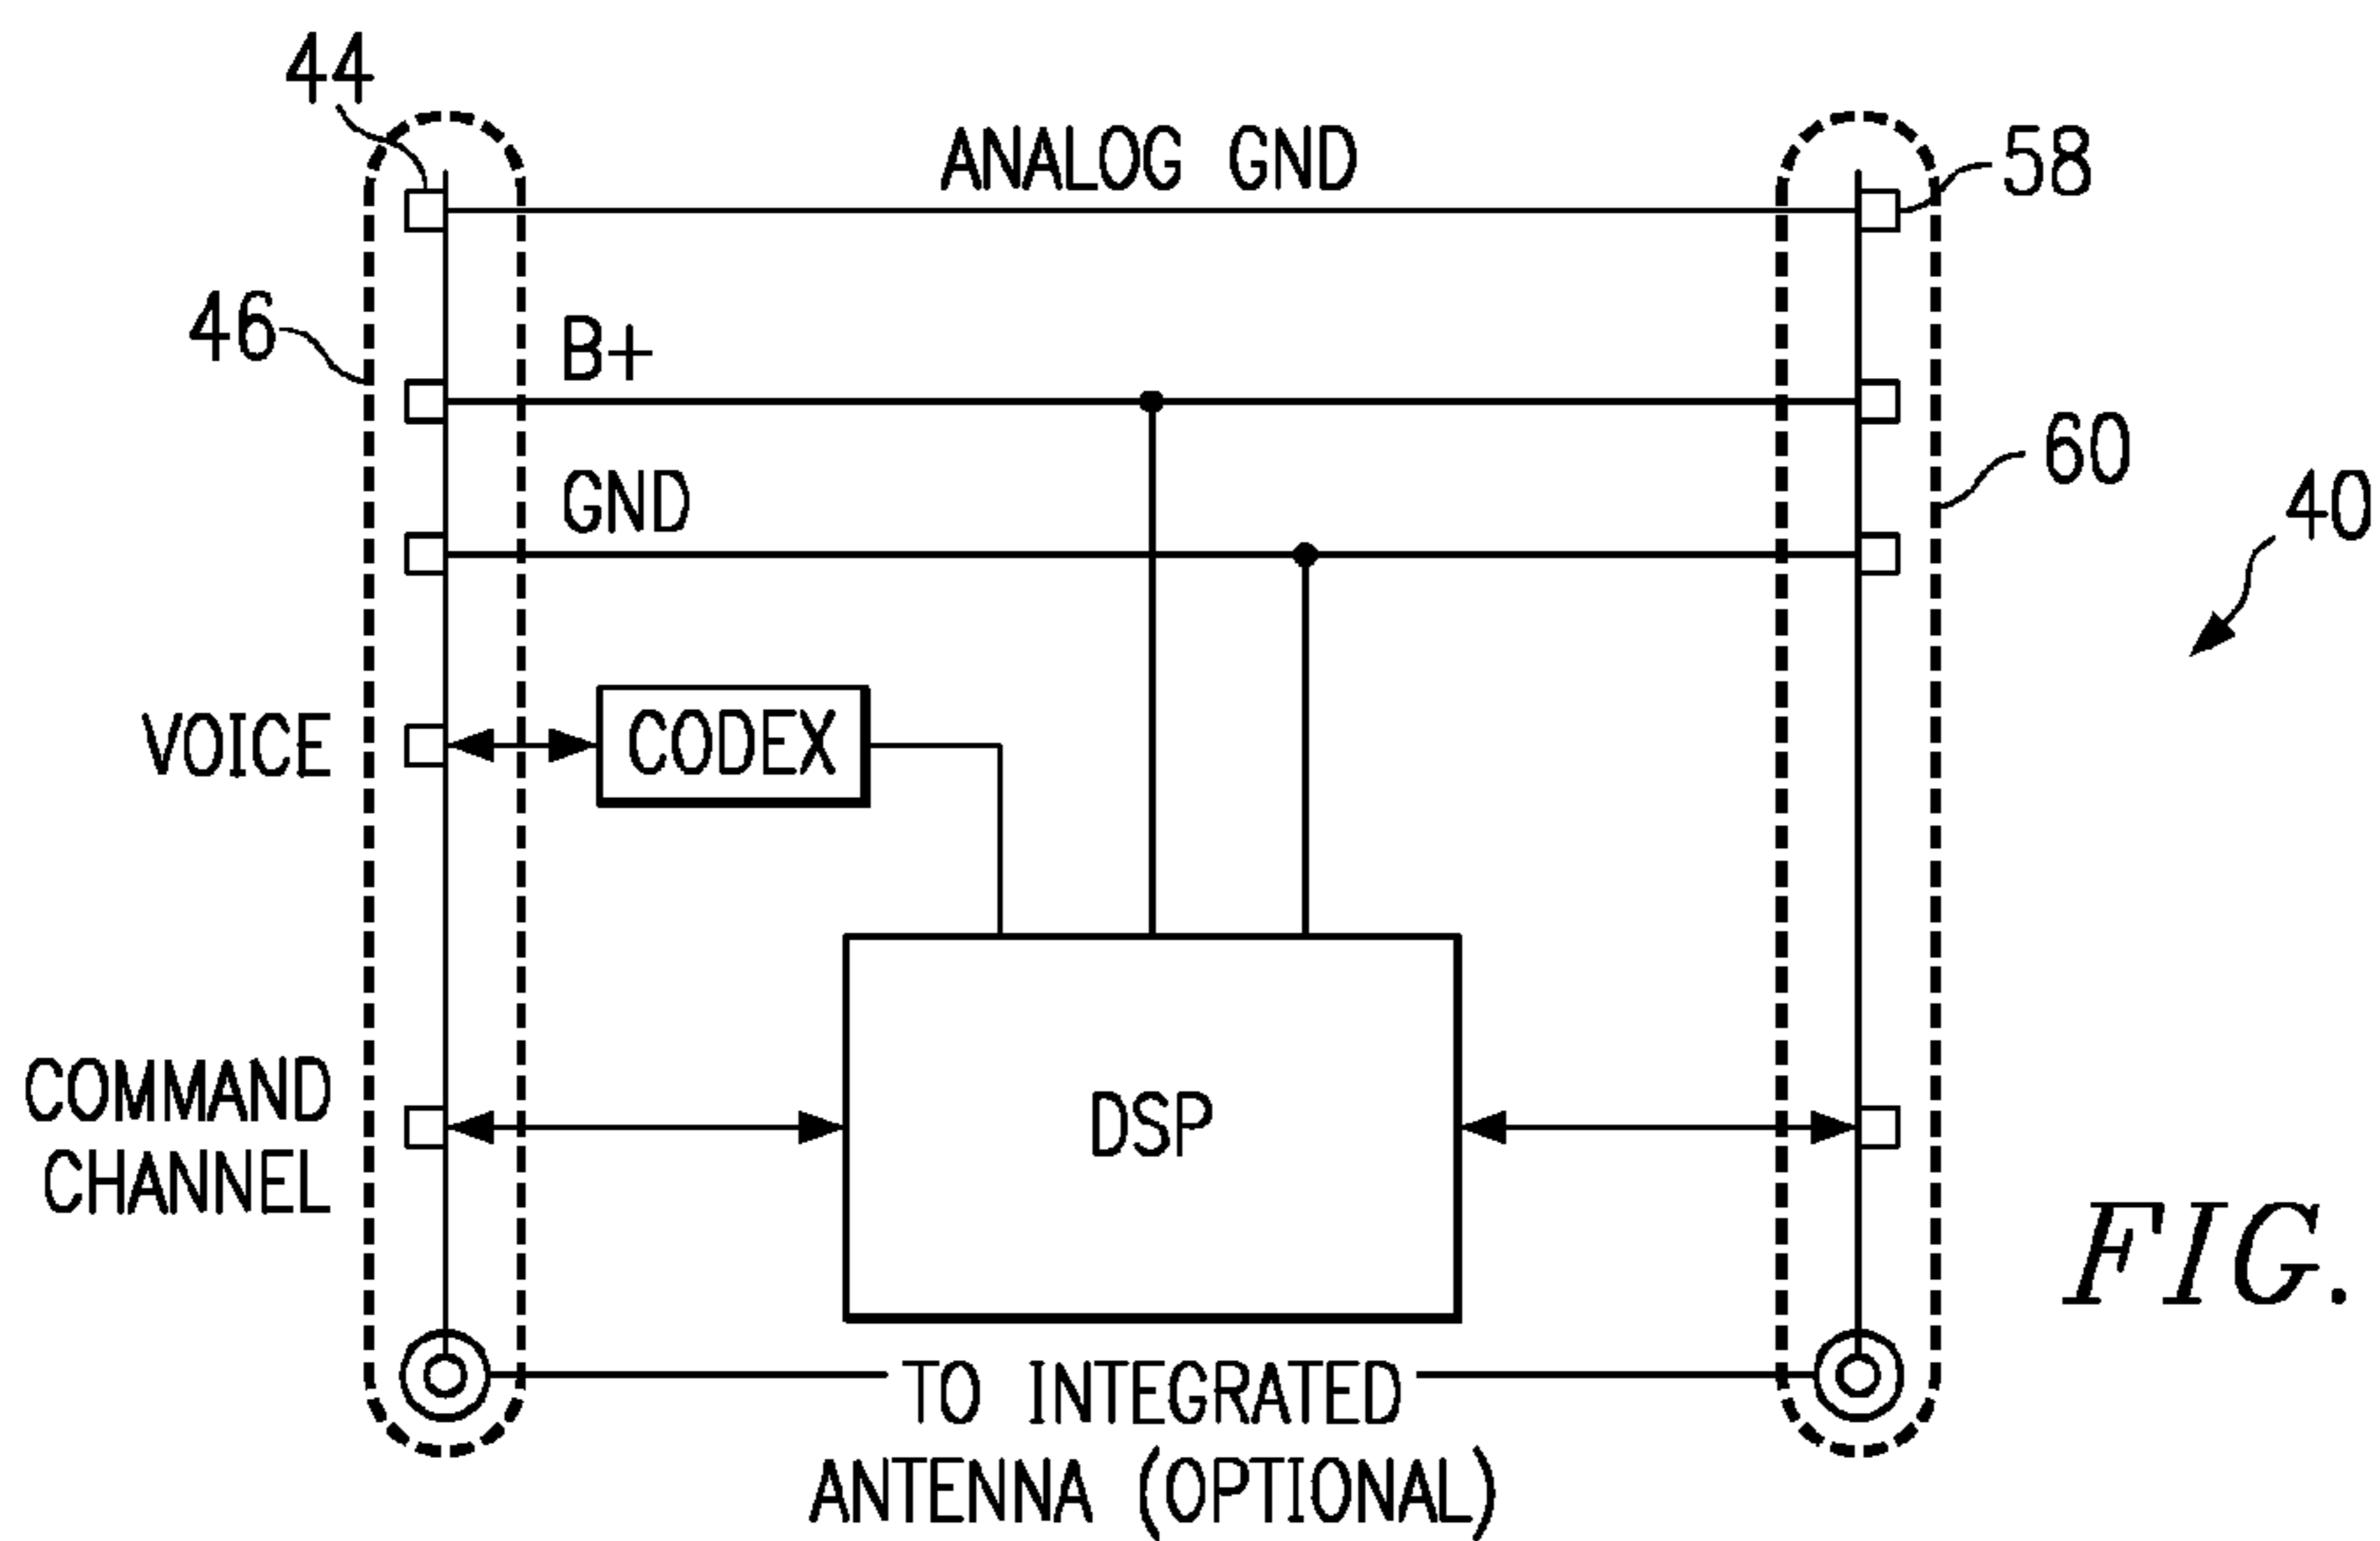 44
ANALOG GND
58
46
B+
60
GND
40
VOICE
CODEX
COMMAND
CHANNEL
DSP
FIG.
TO INTEGRATED
ANTENNA (OPTIONAL)